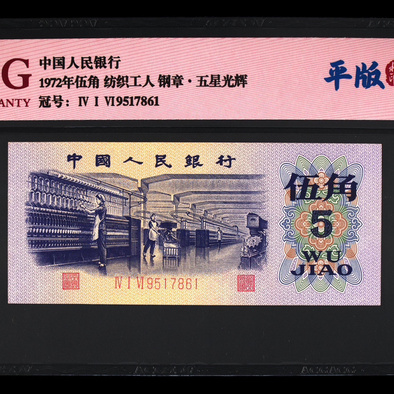 G
中国人民银行
1972年伍角 纺织工人 钢章·五星光辉
ANTY
冠号：Ⅳ Ⅰ Ⅵ9517861
平版
中國人民銀行
伍角
5
WU
JIAO
Ⅳ Ⅰ Ⅵ9517861